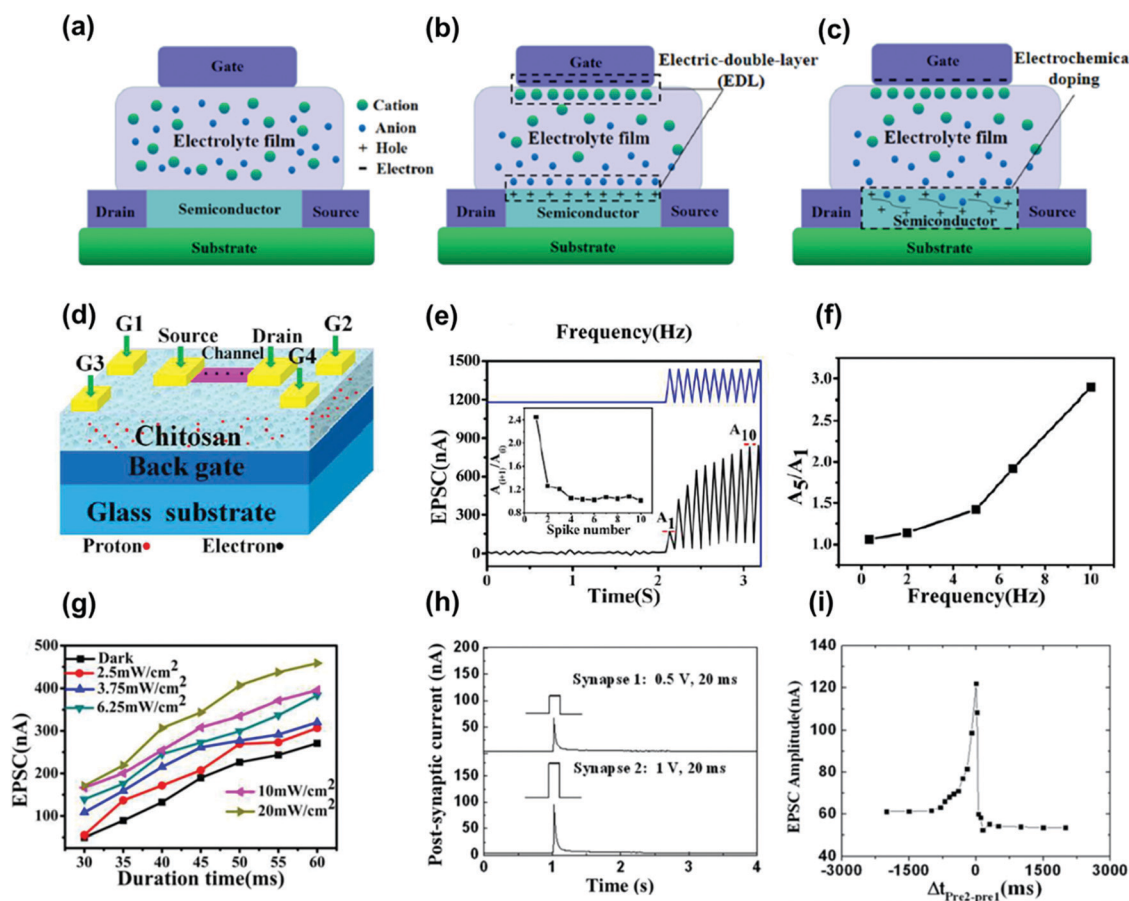 (a)
Gate
Electrolyte film
Cation
Anion
+ Hole
- Electron
Drain
Semiconductor
Source
Substrate
(b)
Gate
Electric-double-layer
(EDL)
Electrolyte film
Drain
Semiconductor
Source
Substrate
(c)
Gate
Electrochemica
doping
Electrolyte film
Drain
Semiconductor
Source
Substrate
(d)
G1
Source
Drain
G2
G3
Channel
G4
Chitosan
Back gate
Glass substrate
Proton
Electron
(e)
Frequency(Hz)
1500
1200
900
600
300
0
EPSC(nA)
2.4
2.0
1.6
1.2
0.8
A(i+1)/A(i)
0 2 4 6 8 10
Spike number
A1
A10
0 1 2 3
Time(S)
(f)
3.0
2.5
2.0
1.5
1.0
A5/A1
0 2 4 6 8 10
Frequency(Hz)
(g)
500
400
300
200
100
EPSC(nA)
Dark
2.5mW/cm2
3.75mW/cm2
6.25mW/cm2
10mW/cm2
20mW/cm2
30 35 40 45 50 55 60
Duration time(ms)
(h)
200
150
100
50
Synapse 1: 0.5 V, 20 ms
150
100
50
0
Synapse 2: 1 V, 20 ms
Post-synaptic current (nA)
0 1 2 3 4
Time (s)
(i)
140
120
100
80
60
40
EPSC Amplitude(nA)
-3000 -1500 0 1500 3000
ΔtPre2-pre1(ms)